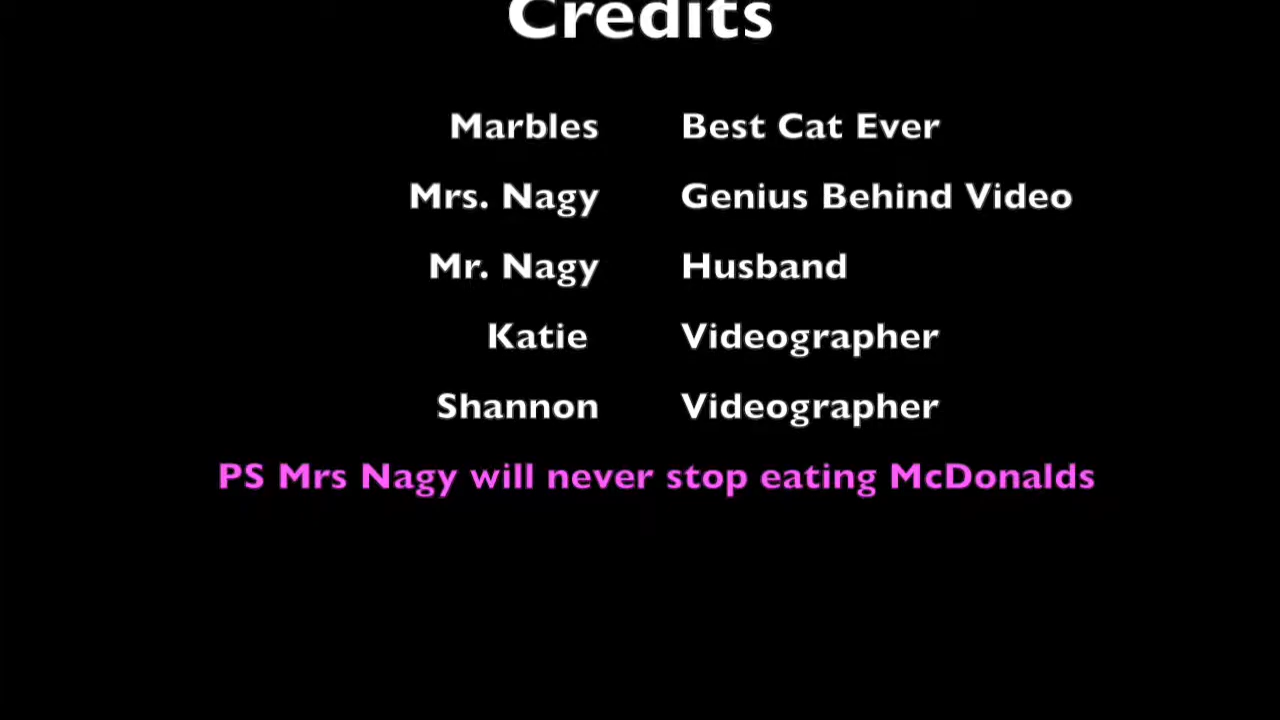 Credits
Marbles Best Cat Ever
Mrs. Nagy Genius Behind Video
Mr. Nagy Husband
Katie Videographer
Shannon Videographer
PS Mrs Nagy will never stop eating McDonalds